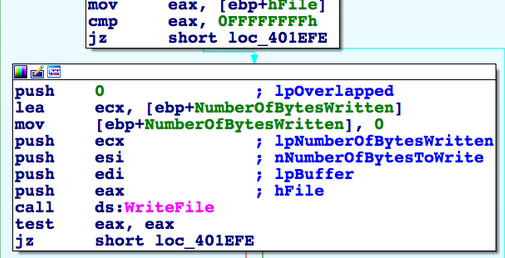 mov eax, [ebp+hFile]
cmp eax, 0FFFFFFFFh
jz short loc_401EFE
push 0 ; lpOverlapped
lea ecx, [ebp+NumberOfBytesWritten]
mov [ebp+NumberOfBytesWritten], 0
push ecx ; lpNumberOfBytesWritten
push esi ; nNumberOfBytesToWrite
push edi ; lpBuffer
push eax ; hFile
call ds:WriteFile
test eax, eax
jz short loc_401EFE